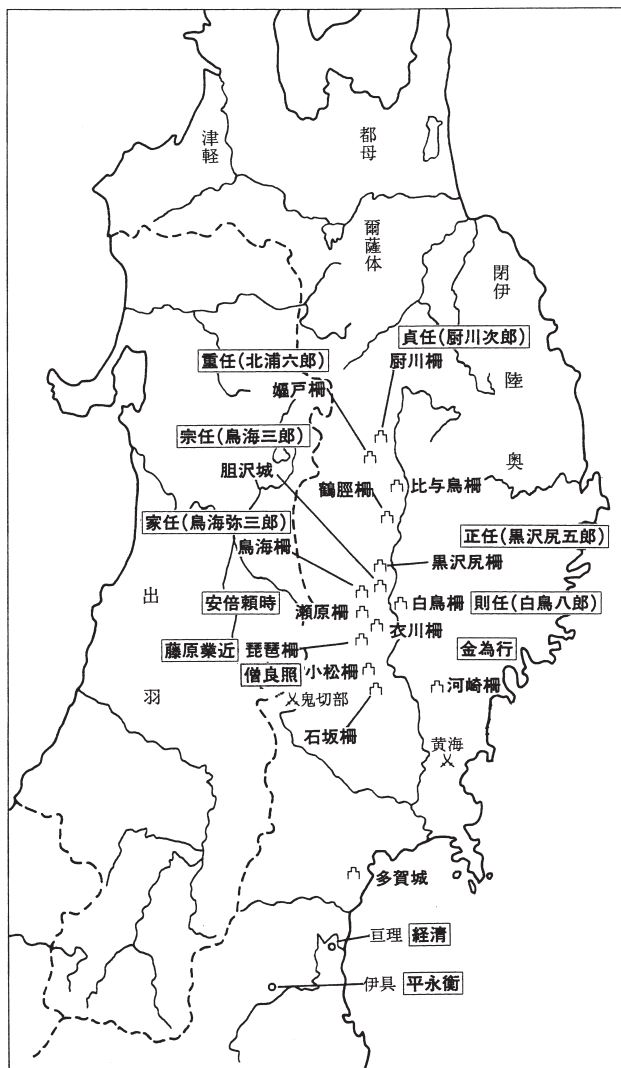 津軽
都母
爾薩体
閉伊
貞任(厨川次郎)
厨川柵
重任(北浦六郎)
嫗戸柵
陸奥
宗任(鳥海三郎)
胆沢城
鶴脛柵
比与鳥柵
家任(鳥海弥三郎)
鳥海柵
正任(黒沢尻五郎)
黒沢尻柵
出羽
安倍頼時
瀬原柵
白鳥柵
則任(白鳥八郎)
衣川柵
藤原業近
琵琶柵
金為行
僧良照
小松柵
鬼切部
河崎柵
石坂柵
黄海
多賀城
亘理
経清
伊具
平永衡